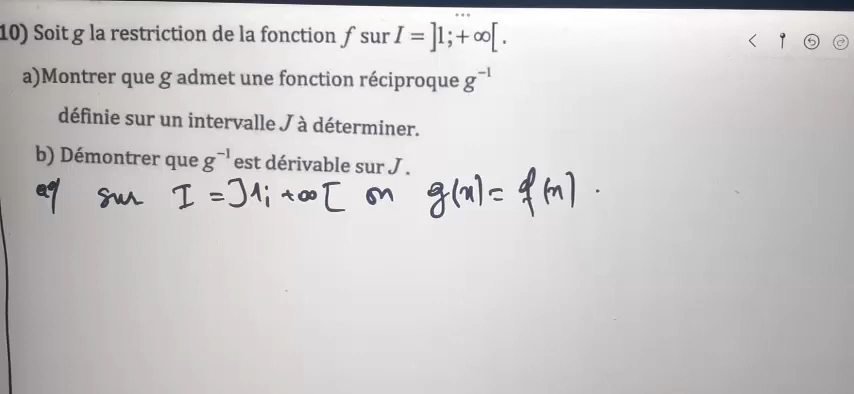 10) Soit g la restriction de la fonction f sur I = ]1;+∞[.
a)Montrer que g admet une fonction réciproque g⁻¹
définie sur un intervalle J à déterminer.
b) Démontrer que g⁻¹ est dérivable sur J.
a) sur I = ]1; +∞[ on g(x) = f(x).